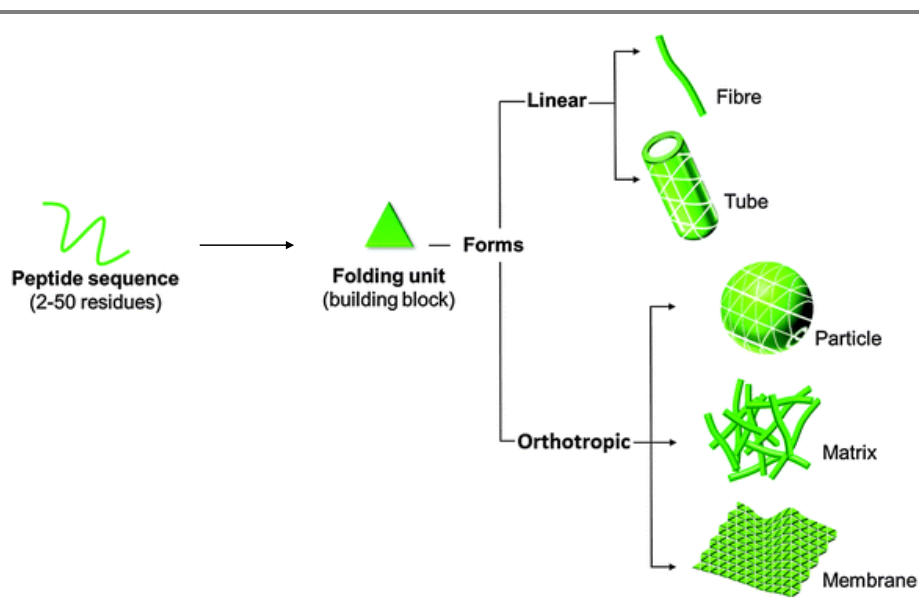 Linear
Fibre
Tube
Peptide sequence
(2-50 residues)
Folding unit
(building block)
Forms
Particle
Orthotropic
Matrix
Membrane